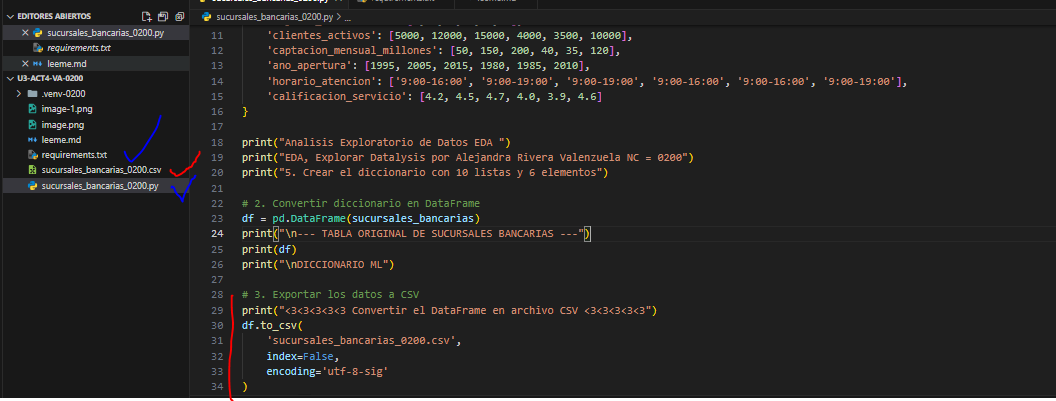 EDITORES ABIERTOS
sucursales_bancarias_0200.py
requirements.txt
leeme.md
U3-ACT4-VA-0200
.venv-0200
image-1.png
image.png
leeme.md
requirements.txt
sucursales_bancarias_0200.csv
sucursales_bancarias_0200.py
sucursales_bancarias_0200.py > ...
11 'clientes_activos': [5000, 12000, 15000, 4000, 3500, 10000],
12 'captacion_mensual_millones': [50, 150, 200, 40, 35, 120],
13 'ano_apertura': [1995, 2005, 2015, 1980, 1985, 2010],
14 'horario_atencion': ['9:00-16:00', '9:00-19:00', '9:00-19:00', '9:00-16:00', '9:00-16:00', '9:00-19:00'],
15 'calificacion_servicio': [4.2, 4.5, 4.7, 4.0, 3.9, 4.6]
16 }
17
18 print("Analisis Exploratorio de Datos EDA ")
19 print("EDA, Explorar Datalysis por Alejandra Rivera Valenzuela NC = 0200")
20 print("5. Crear el diccionario con 10 listas y 6 elementos")
21
22 # 2. Convertir diccionario en DataFrame
23 df = pd.DataFrame(sucursales_bancarias)
24 print("\n--- TABLA ORIGINAL DE SUCURSALES BANCARIAS ---")
25 print(df)
26 print("\nDICCIONARIO ML")
27
28 # 3. Exportar los datos a CSV
29 print("<3<3<3<3<3 Convertir el DataFrame en archivo CSV <3<3<3<3<3")
30 df.to_csv(
31 'sucursales_bancarias_0200.csv',
32 index=False,
33 encoding='utf-8-sig'
34 )